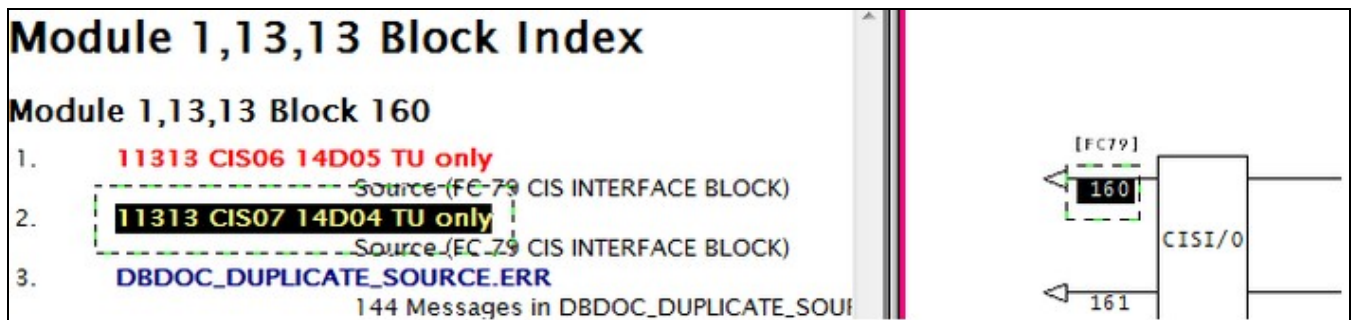 Module 1,13,13 Block Index
Module 1,13,13 Block 160
1. 11313 CIS06 14D05 TU only
Source (FC 79 CIS INTERFACE BLOCK)
2. 11313 CIS07 14D04 TU only
Source (FC 79 CIS INTERFACE BLOCK)
3. DBDOC_DUPLICATE_SOURCE.ERR
144 Messages in DBDOC_DUPLICATE_SOUR
[FC79]
160
CISI/O
161